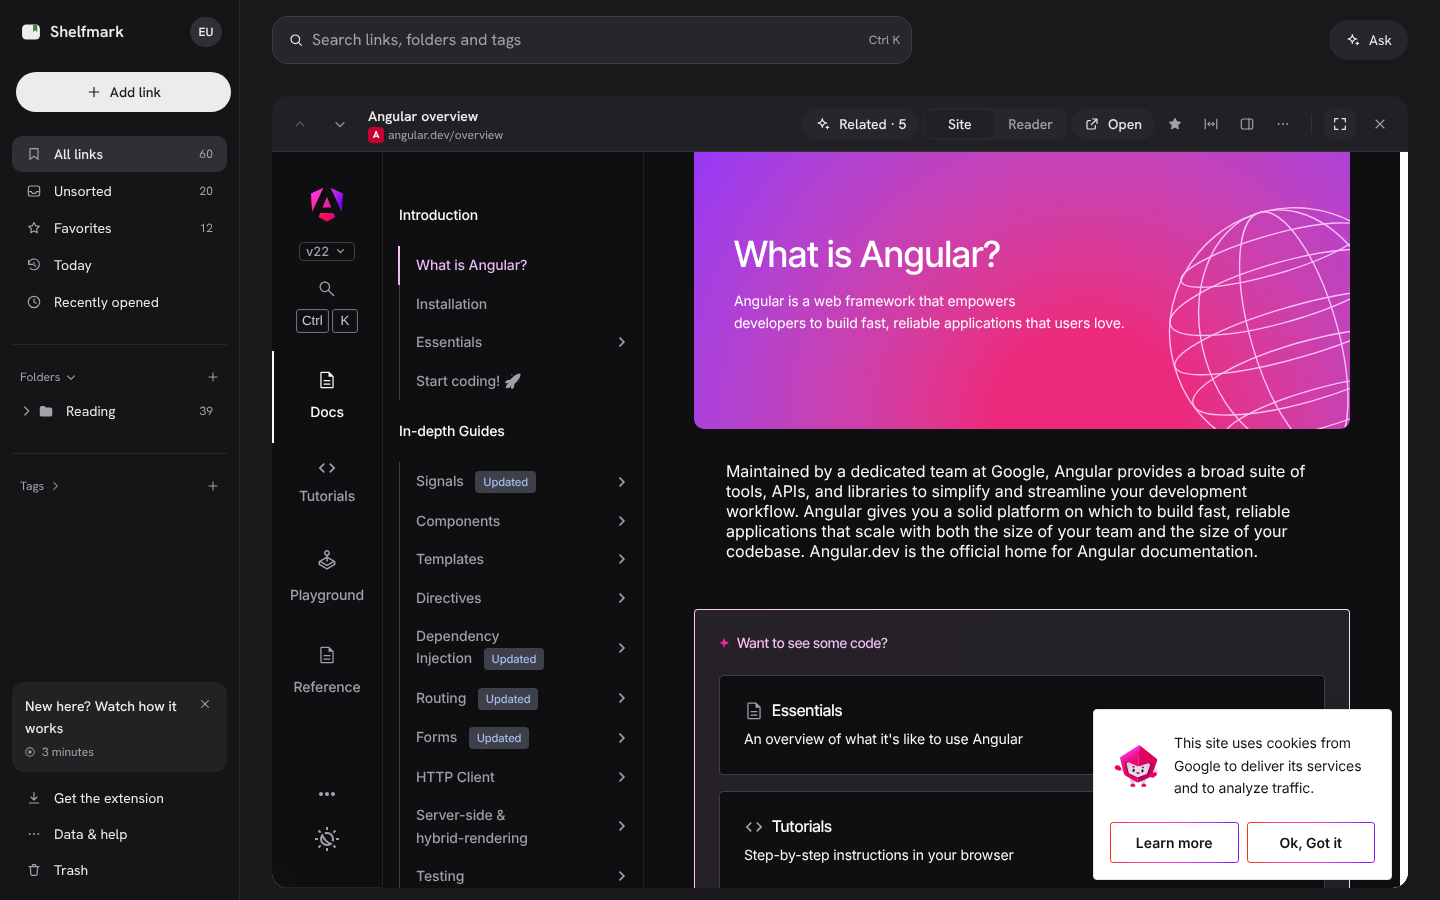 Shelfmark
EU
Add link
All links 60
Unsorted 20
Favorites 12
Today
Recently opened
Folders
Reading 39
Tags
New here? Watch how it
works
3 minutes
Get the extension
Data & help
Trash
Search links, folders and tags
Ctrl K
Ask
Angular overview
A angular.dev/overview
Related · 5
Site
Reader
Open
v22
Ctrl K
Docs
Tutorials
Playground
Reference
Introduction
What is Angular?
Installation
Essentials
Start coding!
In-depth Guides
Signals Updated
Components
Templates
Directives
Dependency
Injection Updated
Routing Updated
Forms Updated
HTTP Client
Server-side &
hybrid-rendering
Testing
What is Angular?
Angular is a web framework that empowers
developers to build fast, reliable applications that users love.
Maintained by a dedicated team at Google, Angular provides a broad suite of
tools, APIs, and libraries to simplify and streamline your development
workflow. Angular gives you a solid platform on which to build fast, reliable
applications that scale with both the size of your team and the size of your
codebase. Angular.dev is the official home for Angular documentation.
Want to see some code?
Essentials
An overview of what it's like to use Angular
Tutorials
Step-by-step instructions in your browser
This site uses cookies from
Google to deliver its services
and to analyze traffic.
Learn more
Ok, Got it